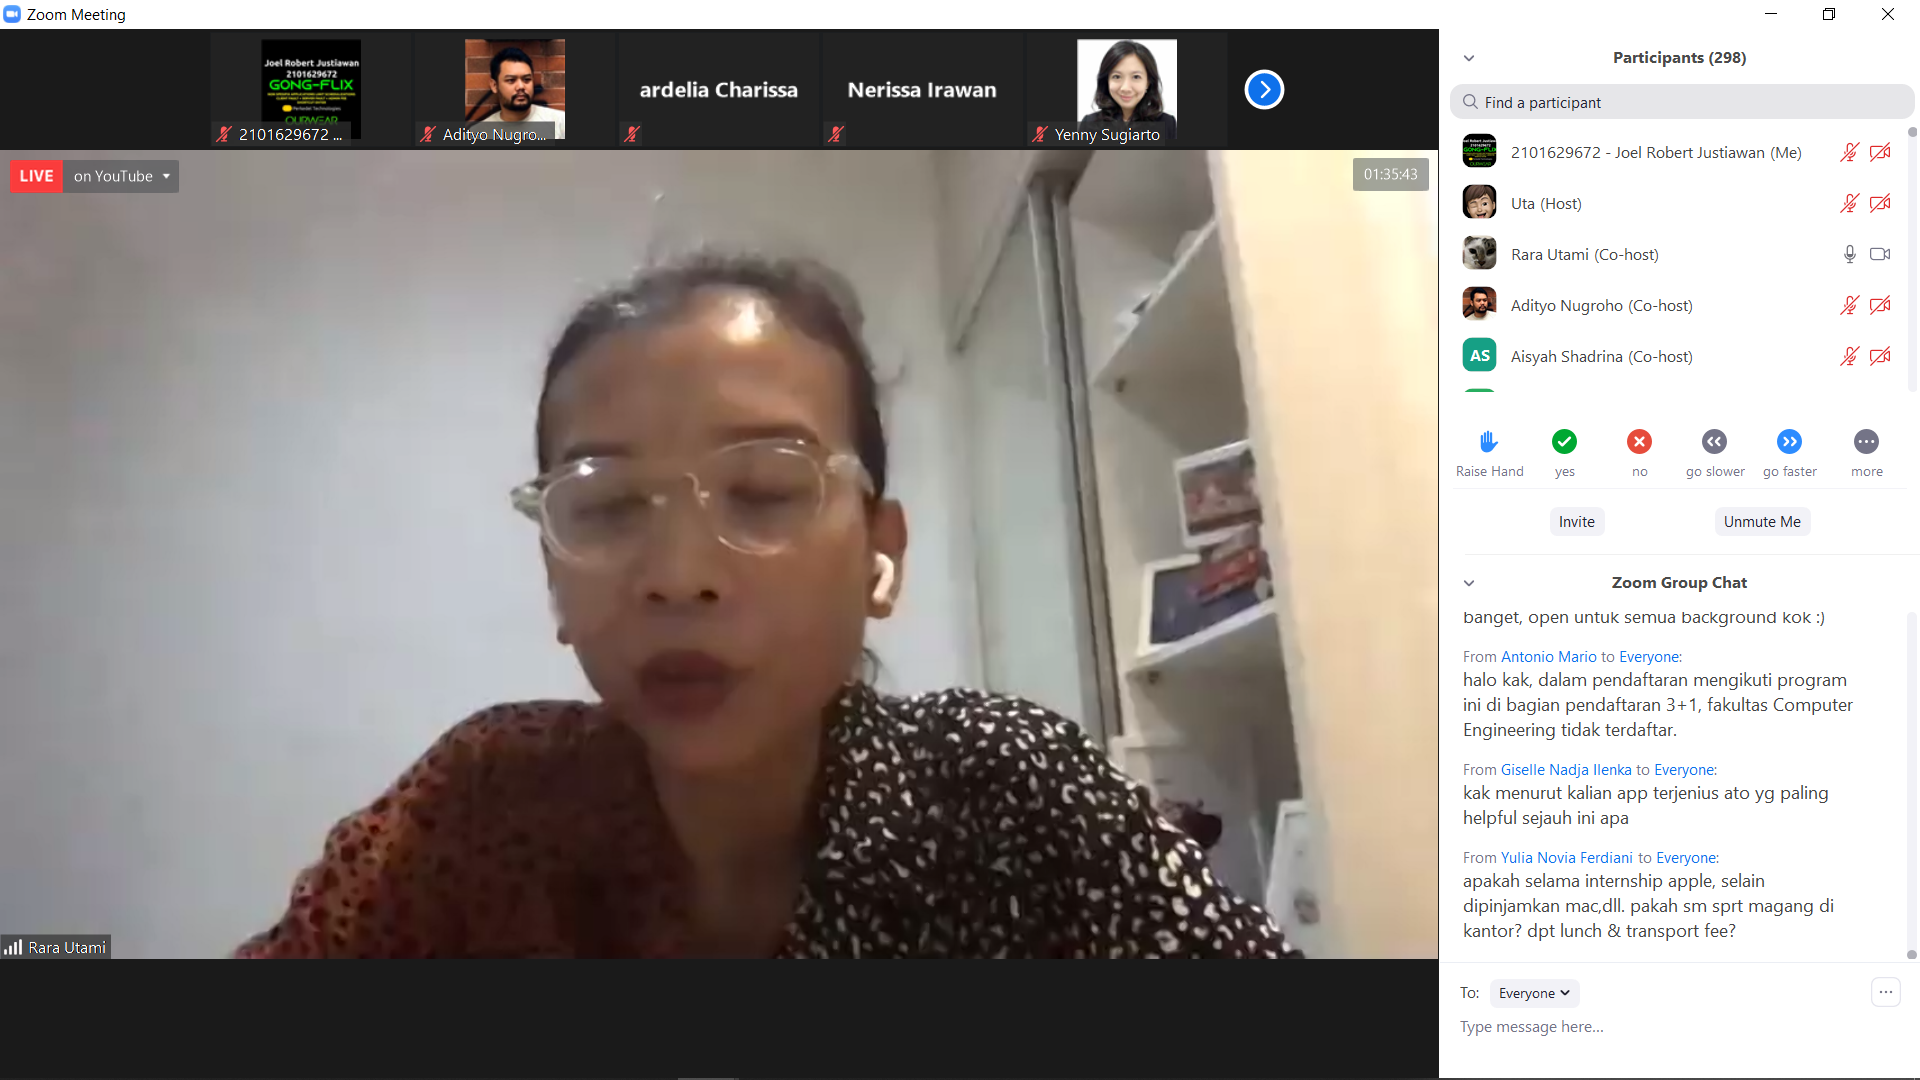 Zoom Meeting
Joel Robert Justiawan
2101629672
GONG-FLIX
OURWEAR
2101629672 ...
Adityo Nugro...
ardelia Charissa
Nerissa Irawan
Yenny Sugiarto
LIVE on YouTube
01:35:43
Rara Utami
Participants (298)
Find a participant
2101629672 - Joel Robert Justiawan (Me)
Uta (Host)
Rara Utami (Co-host)
Adityo Nugroho (Co-host)
AS Aisyah Shadrina (Co-host)
Raise Hand yes no go slower go faster more
Invite Unmute Me
Zoom Group Chat
banget, open untuk semua background kok :)
From Antonio Mario to Everyone:
halo kak, dalam pendaftaran mengikuti program
ini di bagian pendaftaran 3+1, fakultas Computer
Engineering tidak terdaftar.
From Giselle Nadja Ilenka to Everyone:
kak menurut kalian app terjenius ato yg paling
helpful sejauh ini apa
From Yulia Novia Ferdiani to Everyone:
apakah selama internship apple, selain
dipinjamkan mac,dll. pakah sm sprt magang di
kantor? dpt lunch & transport fee?
To: Everyone
Type message here...